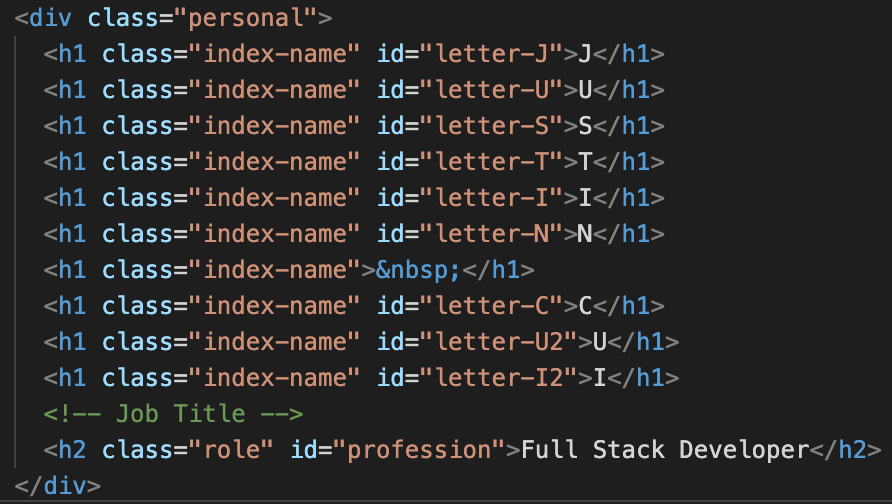 <div class="personal">
<h1 class="index-name" id="letter-J">J</h1>
<h1 class="index-name" id="letter-U">U</h1>
<h1 class="index-name" id="letter-S">S</h1>
<h1 class="index-name" id="letter-T">T</h1>
<h1 class="index-name" id="letter-I">I</h1>
<h1 class="index-name" id="letter-N">N</h1>
<h1 class="index-name">&nbsp;</h1>
<h1 class="index-name" id="letter-C">C</h1>
<h1 class="index-name" id="letter-U2">U</h1>
<h1 class="index-name" id="letter-I2">I</h1>
<!-- Job Title -->
<h2 class="role" id="profession">Full Stack Developer</h2>
</div>